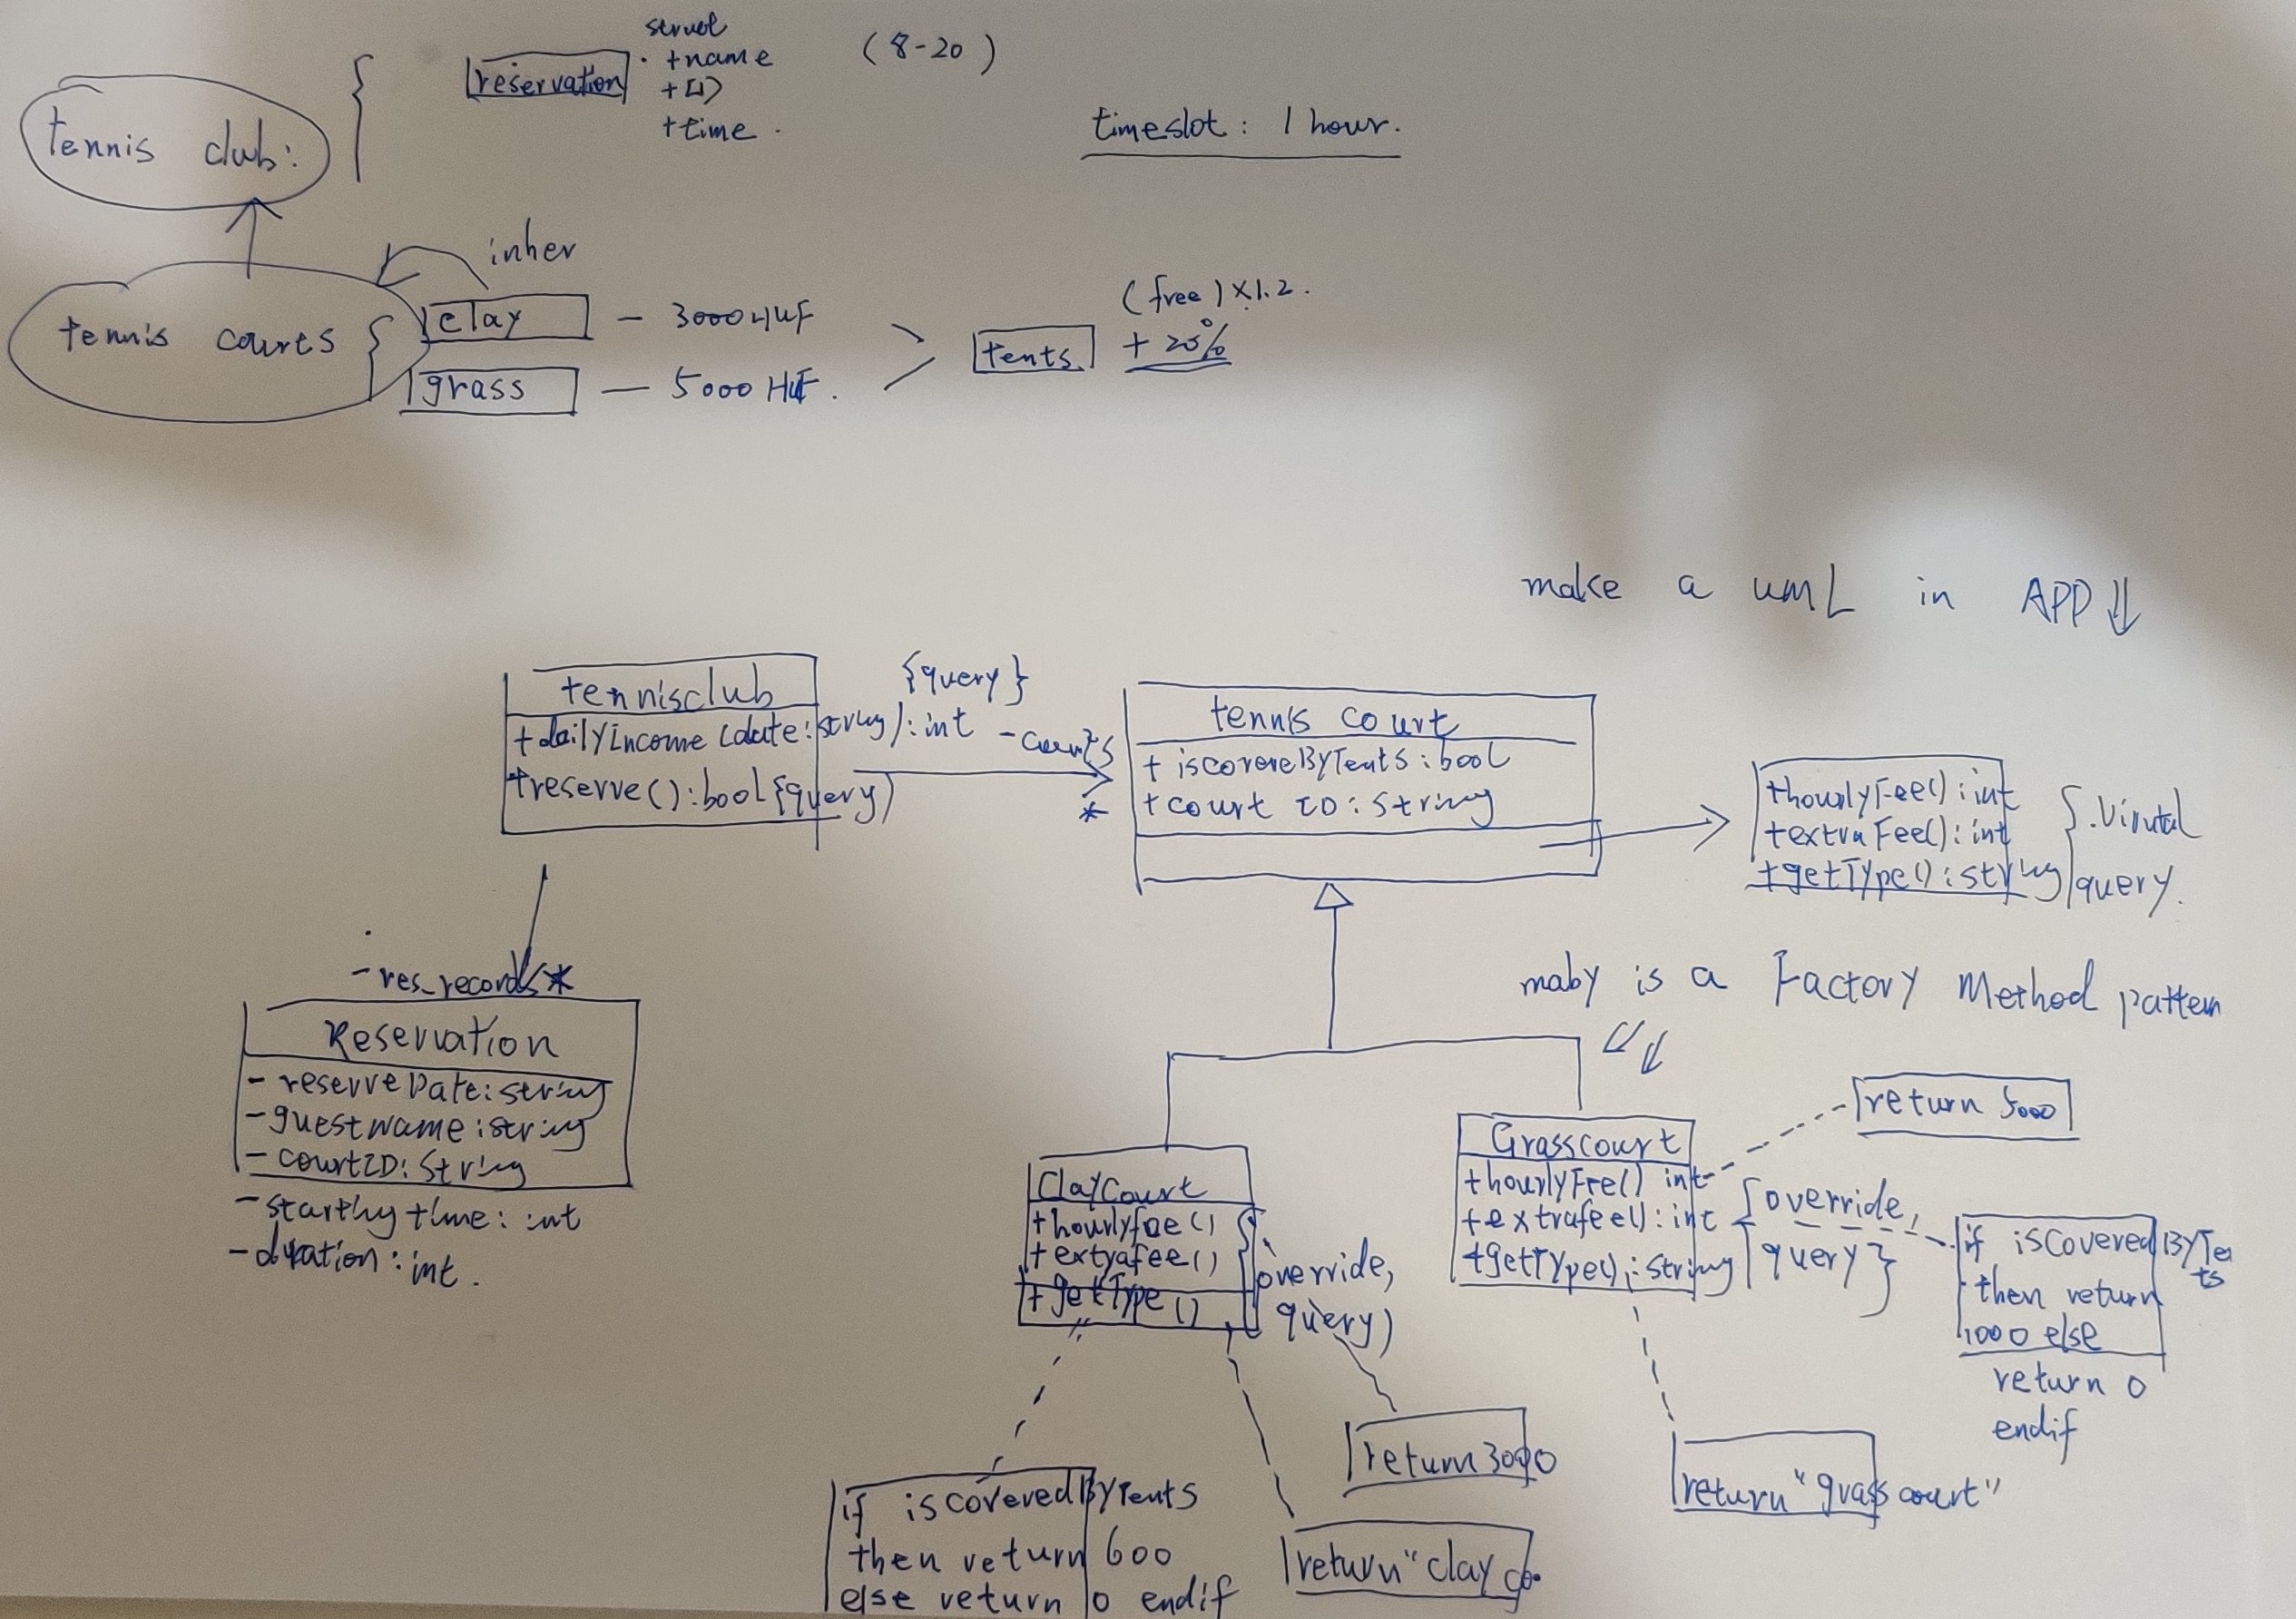 struct
reservation
+name
+time
(8-20)
timeslot: 1 hour.
tennis club:
inher
tennis courts
clay — 3000 HUF
grass — 5000 HUF.
tents
(free) x1.2.
+20%
make a UML in APP
tennisclub
+dailyIncome (date: string): int
{query}
+reserve(): bool {query}
-courts
*
tennis court
+ iscovereByTents: bool
+ court ID: String
+hourlyFee(): int
+extraFee(): int
+getType(): string
{.Virutal
query.
-res_records *
Reservation
- reserveDate: string
- guestName: string
- courtID: String
- starting time: int
- duration: int.
maby is a Factory Method pattern
ClayCourt
+hourlyfee()
+extyafee()
+getType()
{override,
query}
Grasscourt
+hourlyFee() int
+extrafee(): int
+getType(): string
{override,
query}
return 5000
if isCoveredByTents
then return
1000 else
return 0
endif
return 3000
return "grass court"
if iscoveredByTents
then return 600
else return 0 endif
return "clay co.